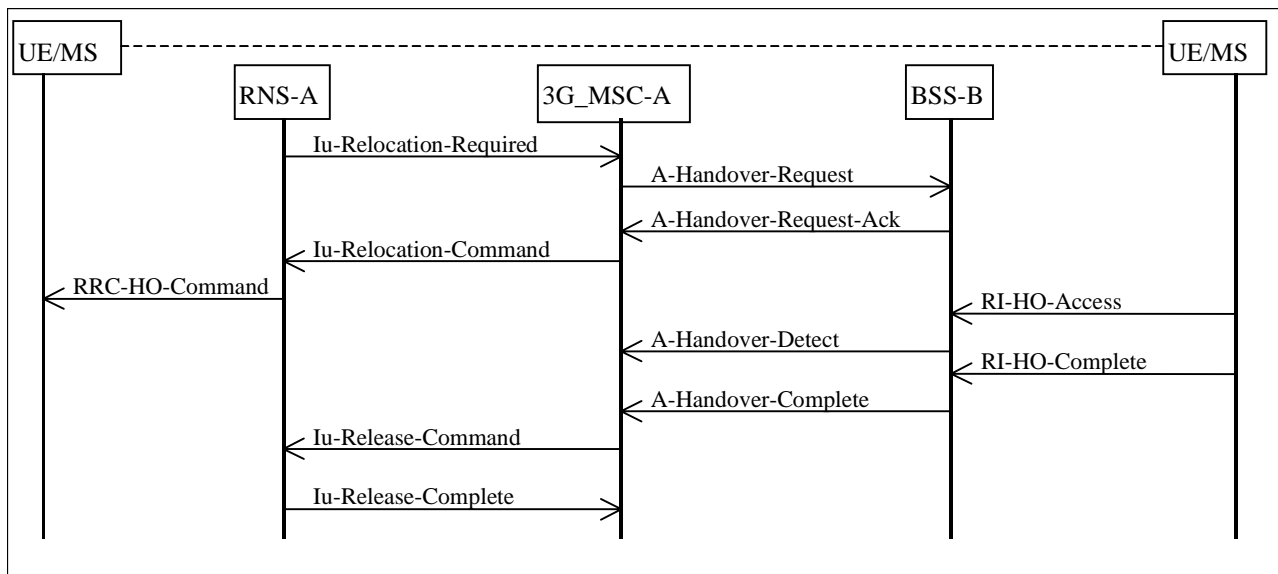 UE/MS
UE/MS
RNS-A
3G_MSC-A
BSS-B
Iu-Relocation-Required
A-Handover-Request
A-Handover-Request-Ack
Iu-Relocation-Command
RRC-HO-Command
RI-HO-Access
A-Handover-Detect
RI-HO-Complete
A-Handover-Complete
Iu-Release-Command
Iu-Release-Complete